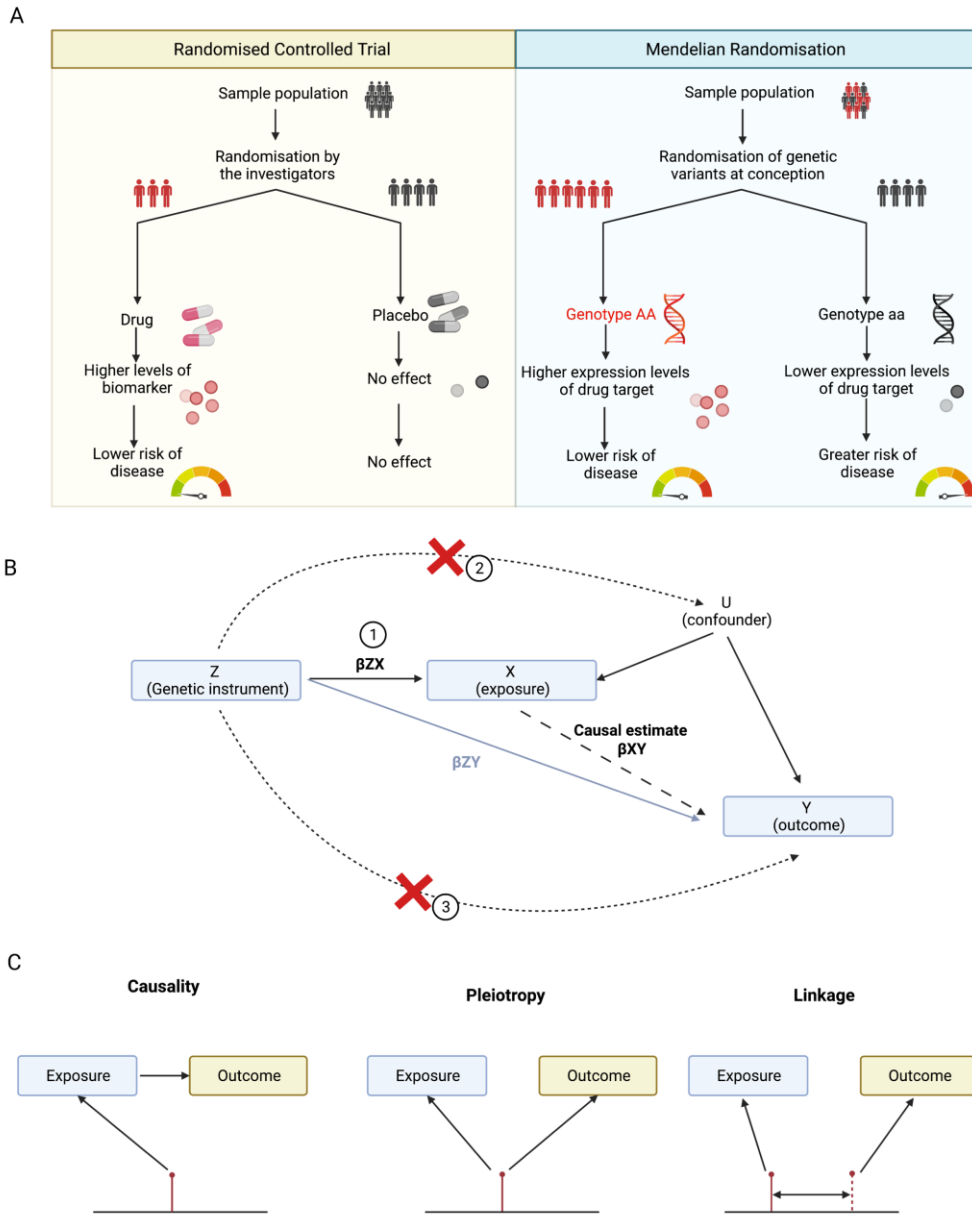 A
Randomised Controlled Trial
Mendelian Randomisation
Sample population
Randomisation by
the investigators
Drug
Placebo
Higher levels of
biomarker
No effect
Lower risk of
disease
No effect
Sample population
Randomisation of genetic
variants at conception
Genotype AA
Genotype aa
Higher expression levels
of drug target
Lower expression levels
of drug target
Lower risk of
disease
Greater risk of
disease
B
2
U
(confounder)
1
βZX
Z
(Genetic instrument)
X
(exposure)
Causal estimate
βXY
βZY
Y
(outcome)
3
C
Causality
Pleiotropy
Linkage
Exposure
Outcome
Exposure
Outcome
Exposure
Outcome